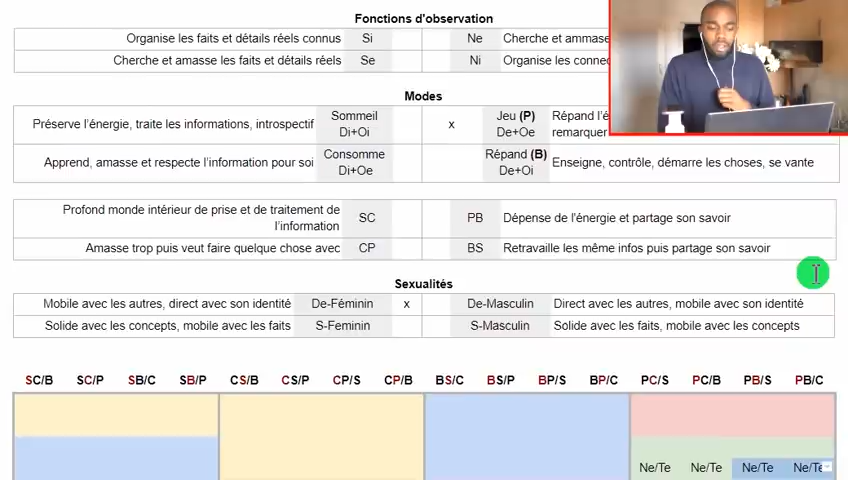 Fonctions d'observation
Organise les faits et détails réels connus Si Ne Cherche et ammase
Cherche et amasse les faits et détails réels Se Ni Organise les
Modes
Préserve l'énergie, traite les informations, introspectif Sommeil Di+Oi x Jeu (P) De+Oe Répand remarquer
Apprend, amasse et respecte l'information pour soi Consomme Di+Oe Répand (B) De+Oi Enseigne, contrôle, démarre les choses, se vante
Profond monde intérieur de prise et de traitement de l'information SC PB Dépense de l'énergie et partage son savoir
Amasse trop puis veut faire quelque chose avec CP BS Retravaille les même infos puis partage son savoir
Sexualités
Mobile avec les autres, direct avec son identité De-Féminin x De-Masculin Direct avec les autres, mobile avec son identité
Solide avec les concepts, mobile avec les faits S-Feminin S-Masculin Solide avec les faits, mobile avec les concepts
SC/B SC/P SB/C SB/P CS/B CS/P CP/S CP/B BS/C BS/P BP/S BP/C PC/S PC/B PB/S PB/C
Ne/Te Ne/Te Ne/Te Ne/Te